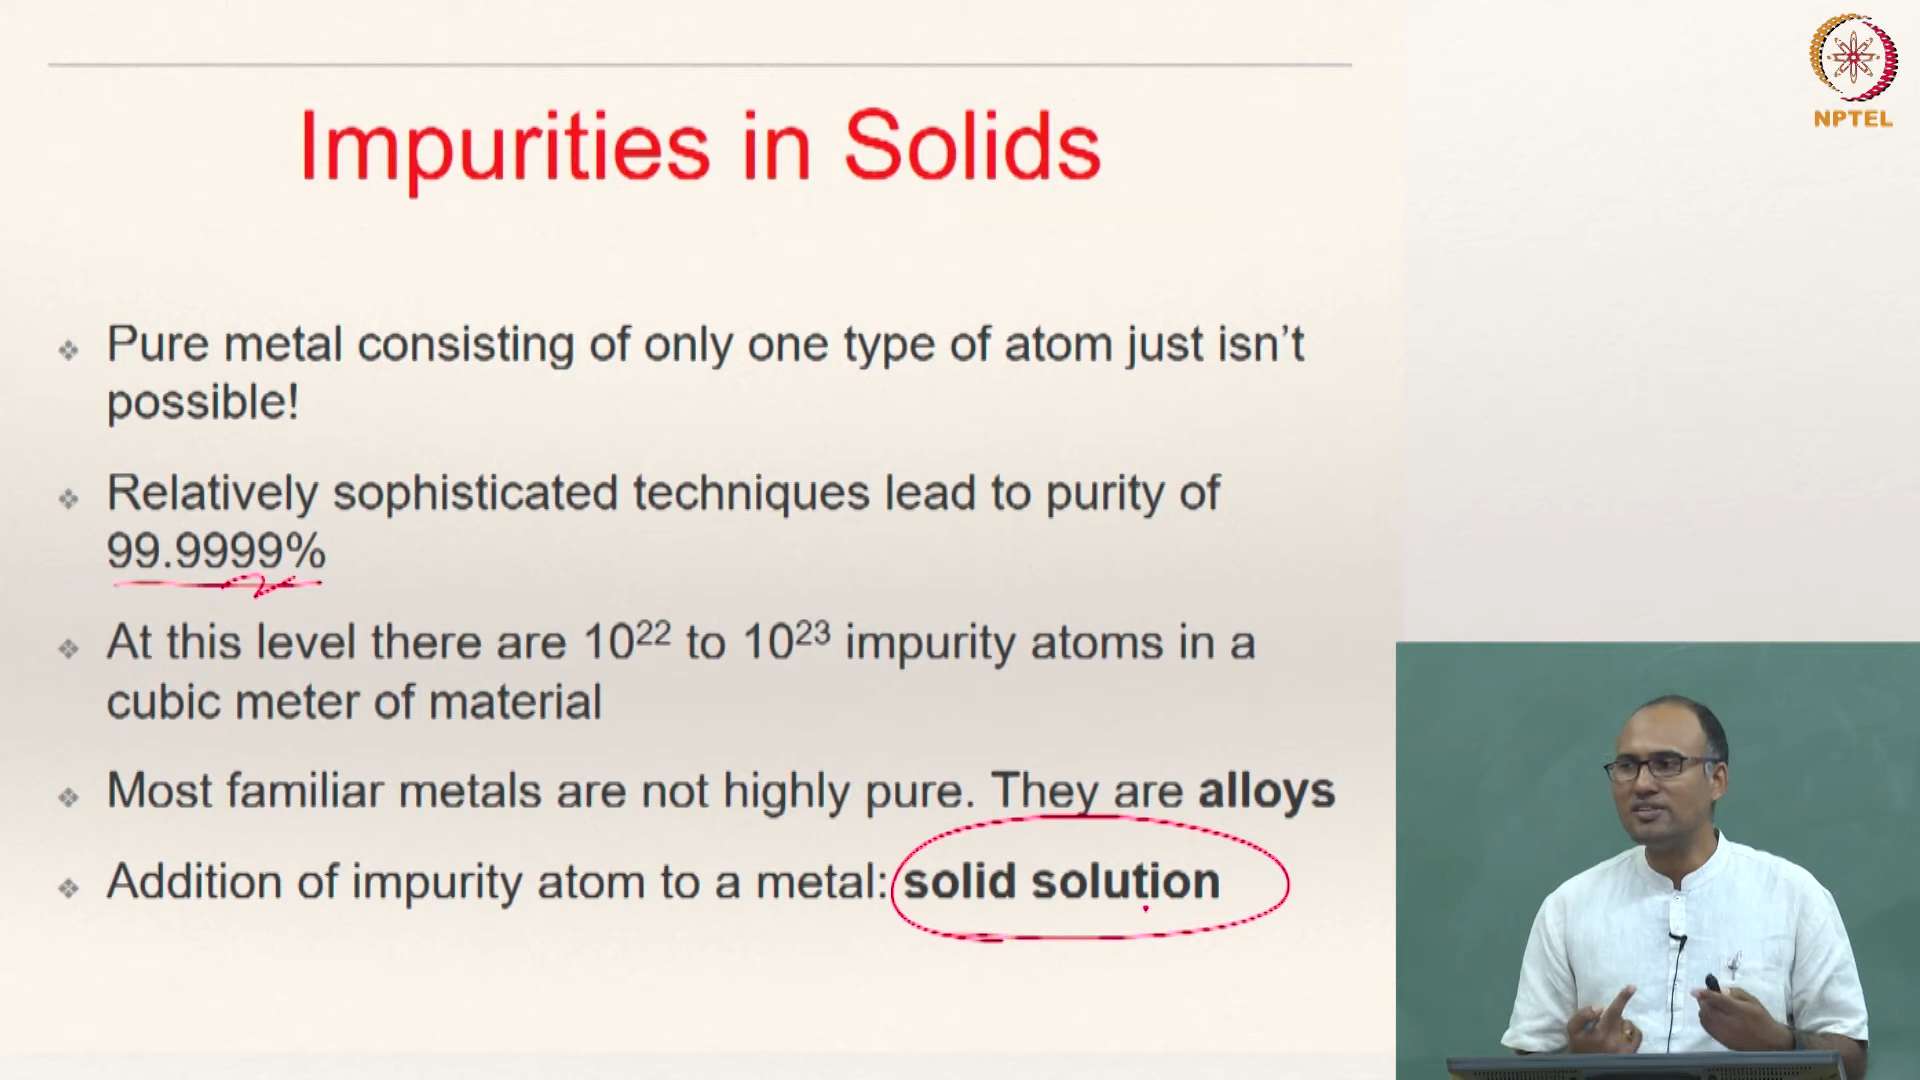 Impurities in Solids
Pure metal consisting of only one type of atom just isn't
possible!
Relatively sophisticated techniques lead to purity of
99.9999%
At this level there are 10²² to 10²³ impurity atoms in a
cubic meter of material
Most familiar metals are not highly pure. They are alloys
Addition of impurity atom to a metal: solid solution
NPTEL